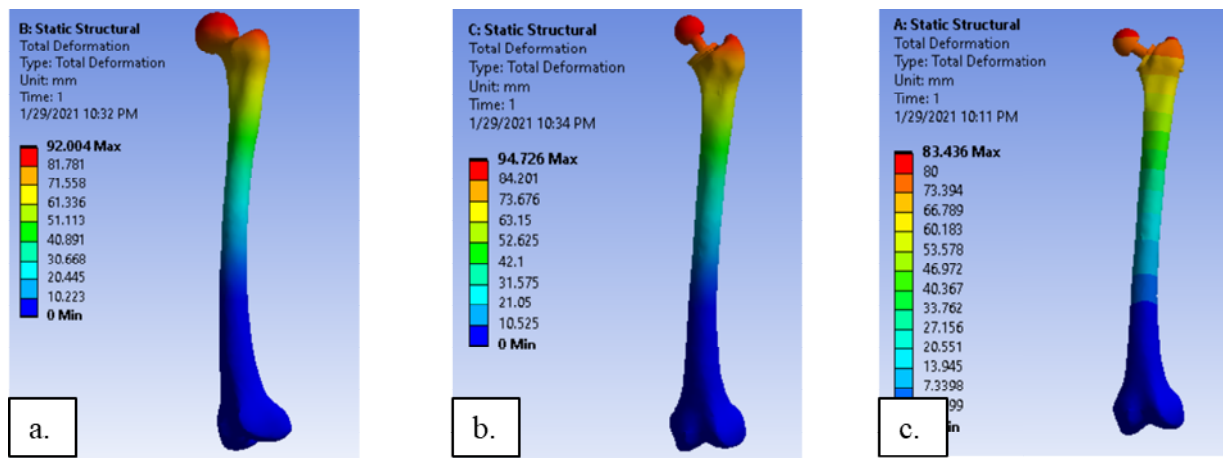 B: Static Structural
Total Deformation
Type: Total Deformation
Unit: mm
Time: 1
1/29/2021 10:32 PM
92.004 Max
81.781
71.558
61.336
51.113
40.891
30.668
20.445
10.223
0 Min
a.
C: Static Structural
Total Deformation
Type: Total Deformation
Unit: mm
Time: 1
1/29/2021 10:34 PM
94.726 Max
84.201
73.676
63.15
52.625
42.1
31.575
21.05
10.525
0 Min
b.
A: Static Structural
Total Deformation
Type: Total Deformation
Unit: mm
Time: 1
1/29/2021 10:11 PM
83.436 Max
80
73.394
66.789
60.183
53.578
46.972
40.367
33.762
27.156
20.551
13.945
7.3398
c.